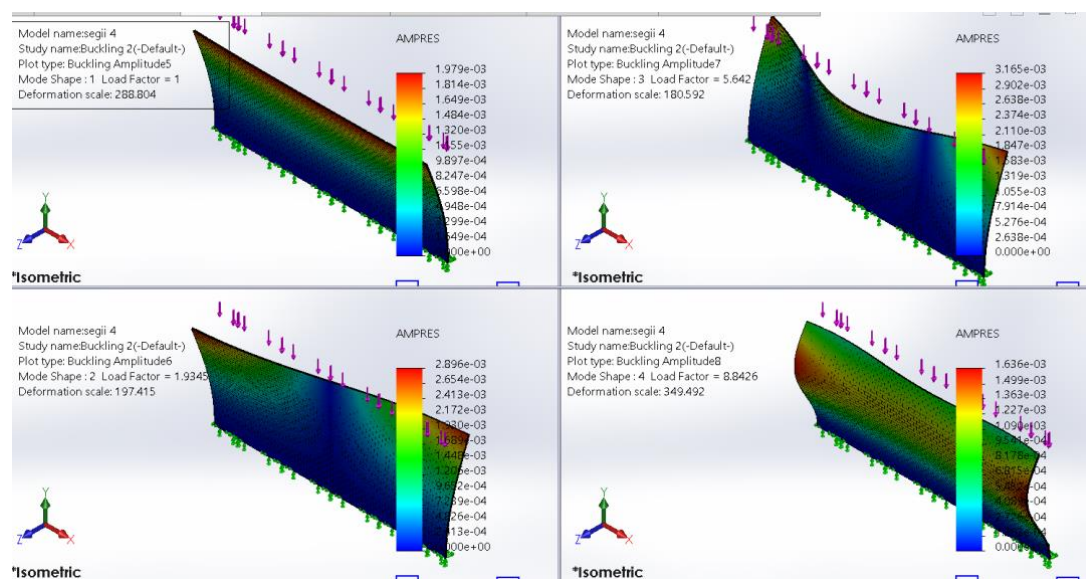 Model name:segii 4
Study name:Buckling 2(-Default-)
Plot type: Buckling Amplitude5
Mode Shape : 1 Load Factor = 1
Deformation scale: 288.804
AMPRES
1.979e-03
1.814e-03
1.649e-03
1.484e-03
1.320e-03
9.897e-04
8.247e-04
Y
Z
X
*Isometric
Model name:segii 4
Study name:Buckling 2(-Default-)
Plot type: Buckling Amplitude7
Mode Shape : 3 Load Factor = 5.642
Deformation scale: 180.592
AMPRES
3.165e-03
2.902e-03
2.638e-03
2.374e-03
2.110e-03
1.847e-03
1.319e-03
1.055e-03
7.914e-04
5.276e-04
2.638e-04
0.000e+00
Y
Z
X
*Isometric
Model name:segii 4
Study name:Buckling 2(-Default-)
Plot type: Buckling Amplitude6
Mode Shape : 2 Load Factor = 1.9345
Deformation scale: 197.415
AMPRES
2.896e-03
2.654e-03
2.413e-03
2.172e-03
Y
Z
X
*Isometric
Model name:segii 4
Study name:Buckling 2(-Default-)
Plot type: Buckling Amplitude8
Mode Shape : 4 Load Factor = 8.8426
Deformation scale: 349.492
AMPRES
1.636e-03
1.499e-03
1.363e-03
Y
Z
X
*Isometric